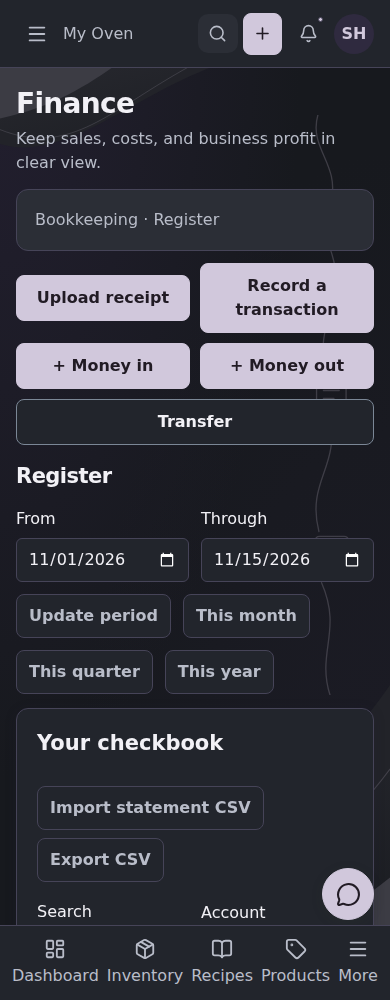 My Oven
SH
Finance
Keep sales, costs, and business profit in
clear view.
Bookkeeping · Register
Upload receipt
Record a
transaction
+ Money in
+ Money out
Transfer
Register
From
Through
11/01/2026
11/15/2026
Update period
This month
This quarter
This year
Your checkbook
Import statement CSV
Export CSV
Search
Account
Dashboard
Inventory
Recipes
Products
More